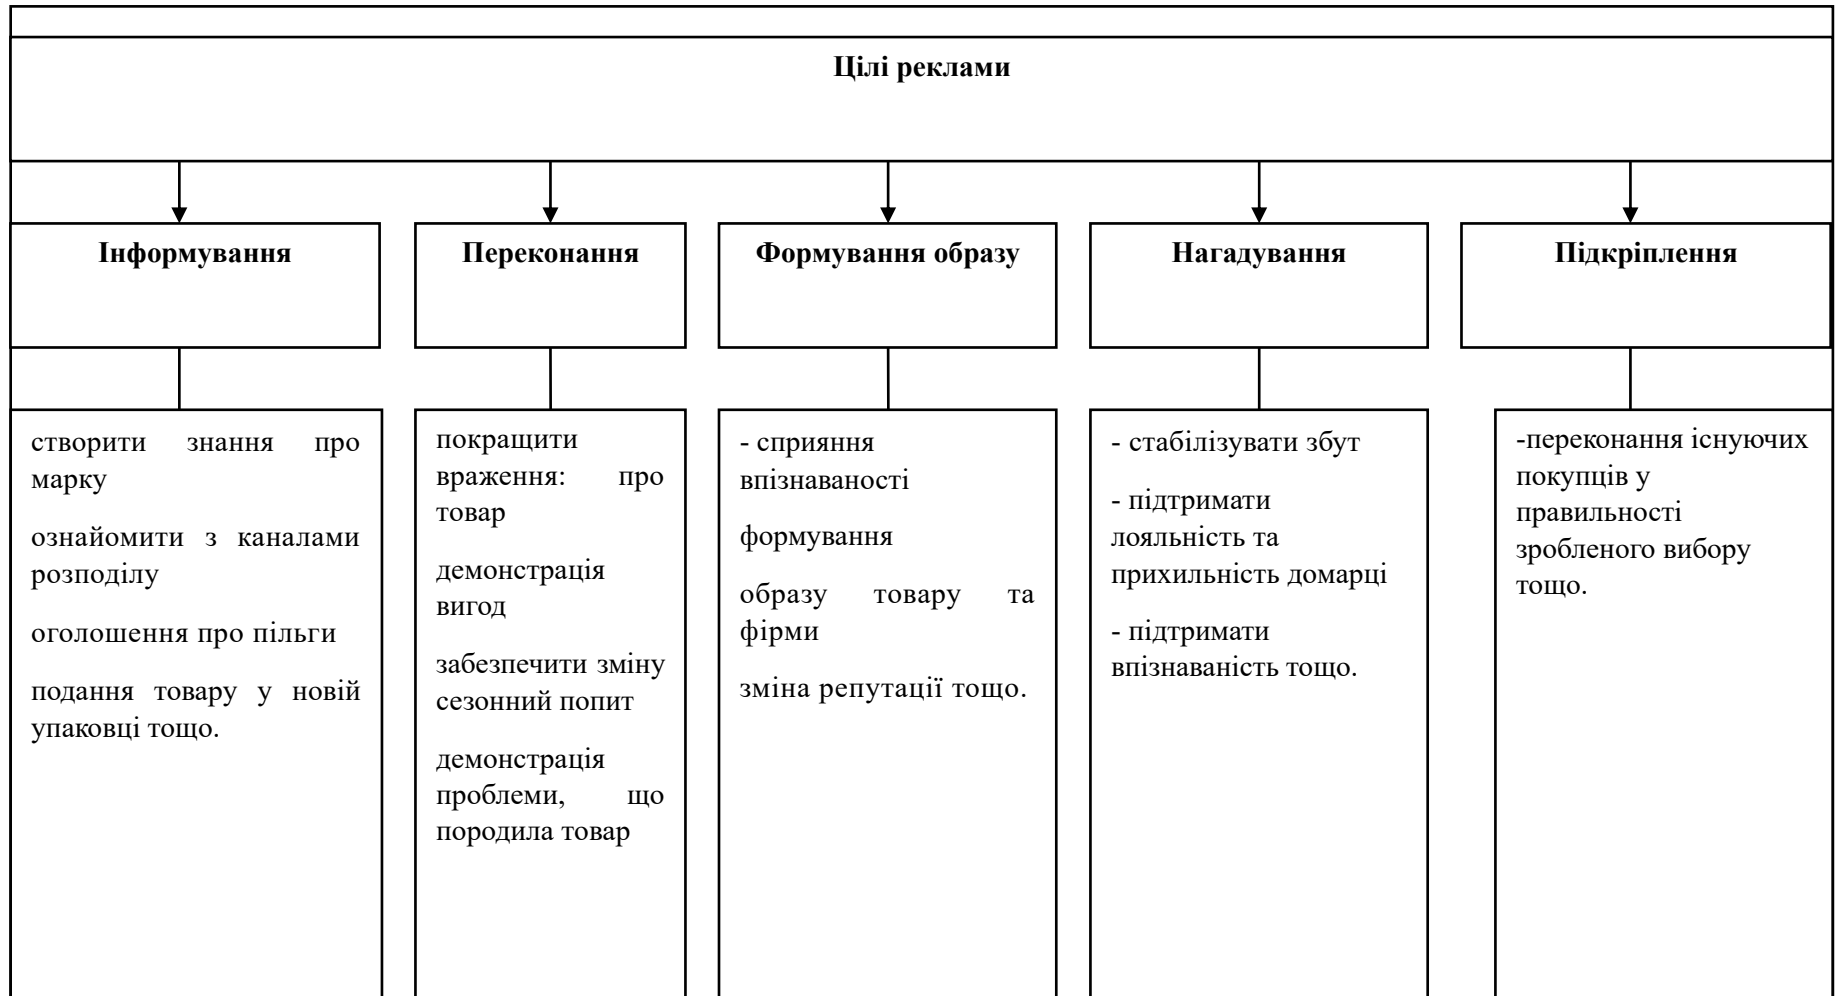 Цілі реклами
Інформування
Переконання
Формування образу
Нагадування
Підкріплення
створити знання про
марку
ознайомити з каналами
розподілу
оголошення про пільги
подання товару у новій
упаковці тощо.
покращити
враження: про
товар
демонстрація
вигод
забезпечити зміну
сезонний попит
демонстрація
проблеми, що
породила товар
- сприяння
впізнаваності
формування
образу товару та
фірми
зміна репутації тощо.
- стабілізувати збут
- підтримати
лояльність та
прихильність домарці
- підтримати
впізнаваність тощо.
-переконання існуючих
покупців у
правильності
зробленого вибору
тощо.